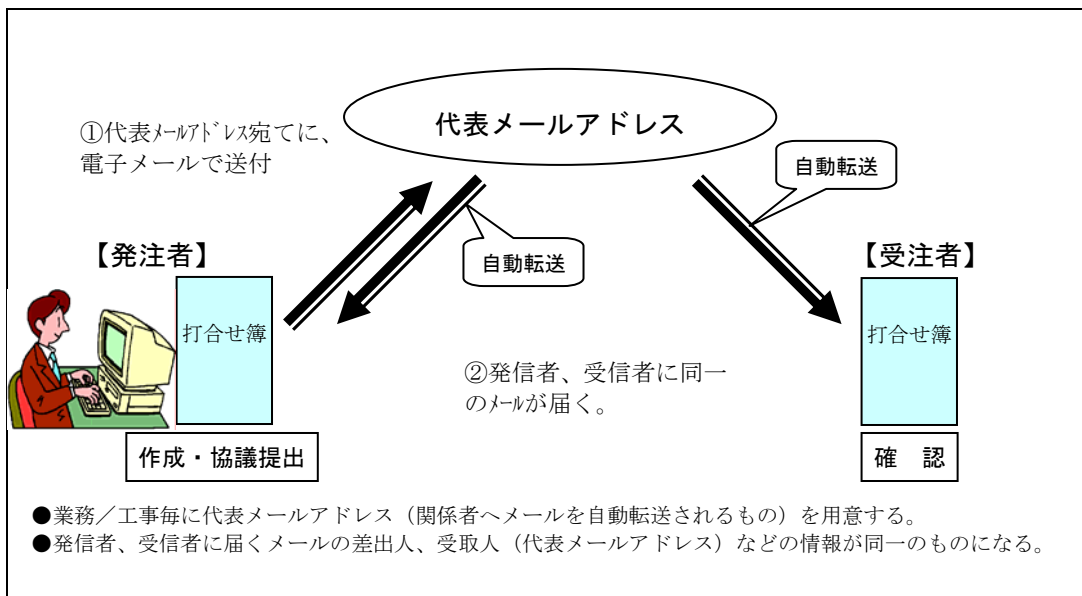 代表メールアドレス
①代表ﾒｰﾙｱﾄﾞﾚｽ宛てに、
電子メールで送付
自動転送
自動転送
【発注者】
【受注者】
打合せ簿
打合せ簿
②発信者、受信者に同一
のﾒｰﾙが届く。
作成・協議提出
確　認
●業務／工事毎に代表メールアドレス（関係者へメールを自動転送されるもの）を用意する。
●発信者、受信者に届くメールの差出人、受取人（代表メールアドレス）などの情報が同一のものになる。